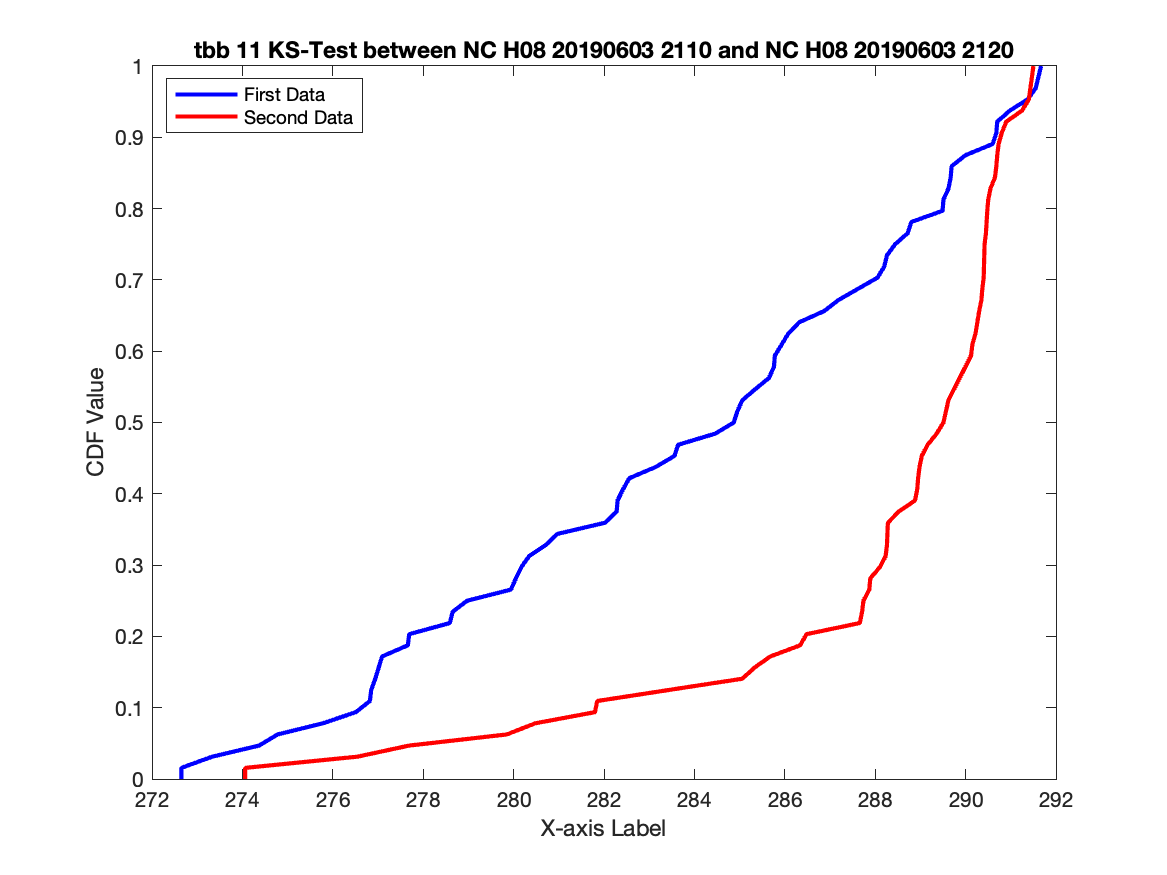 tbb 11 KS-Test between NC H08 20190603 2110 and NC H08 20190603 2120
First Data
Second Data
1
0.9
0.8
0.7
0.6
0.5
0.4
0.3
0.2
0.1
0
CDF Value
272 274 276 278 280 282 284 286 288 290 292
X-axis Label